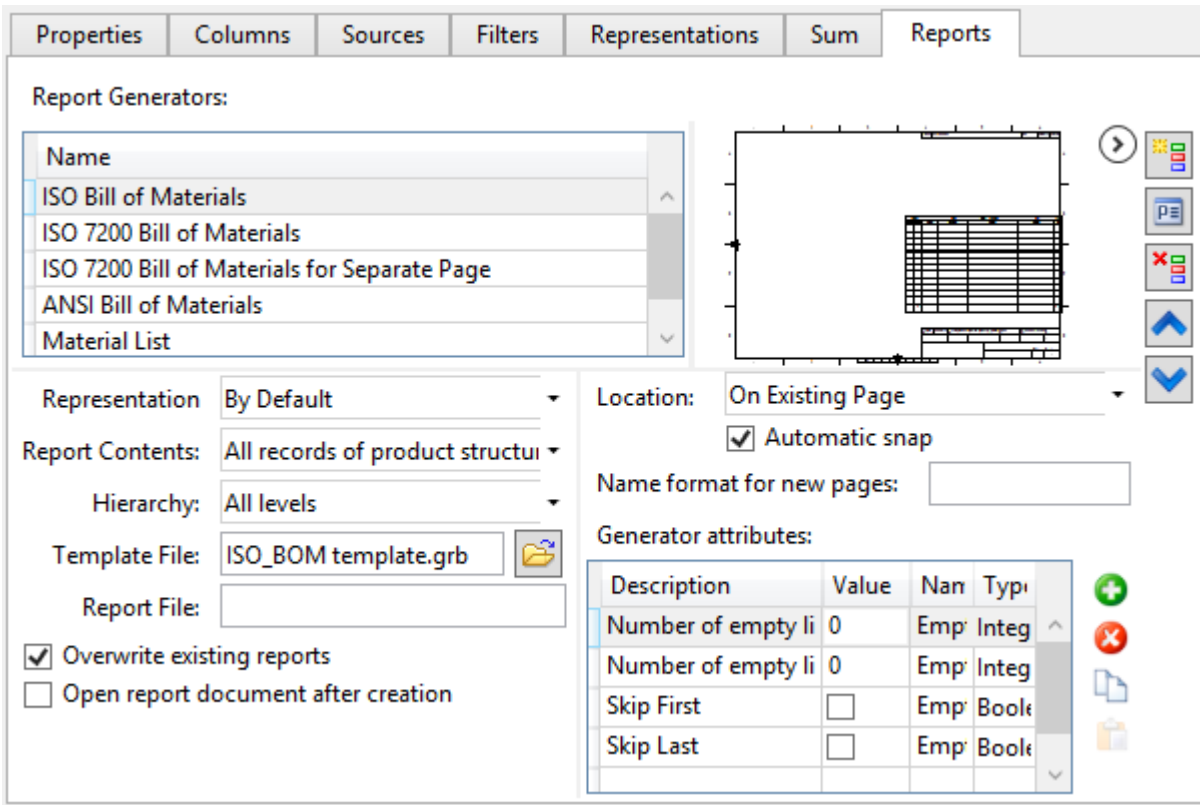 Properties Columns Sources Filters Representations Sum Reports
Report Generators:
Name
ISO Bill of Materials
ISO 7200 Bill of Materials
ISO 7200 Bill of Materials for Separate Page
ANSI Bill of Materials
Material List
Representation By Default
Report Contents: All records of product structu
Hierarchy: All levels
Template File: ISO_BOM template.grb
Report File:
Overwrite existing reports
Open report document after creation
Location: On Existing Page
Automatic snap
Name format for new pages:
Generator attributes:
Description Value Nam Type
Number of empty li 0 Emp Integ
Number of empty li 0 Emp Integ
Skip First Emp Boole
Skip Last Emp Boole